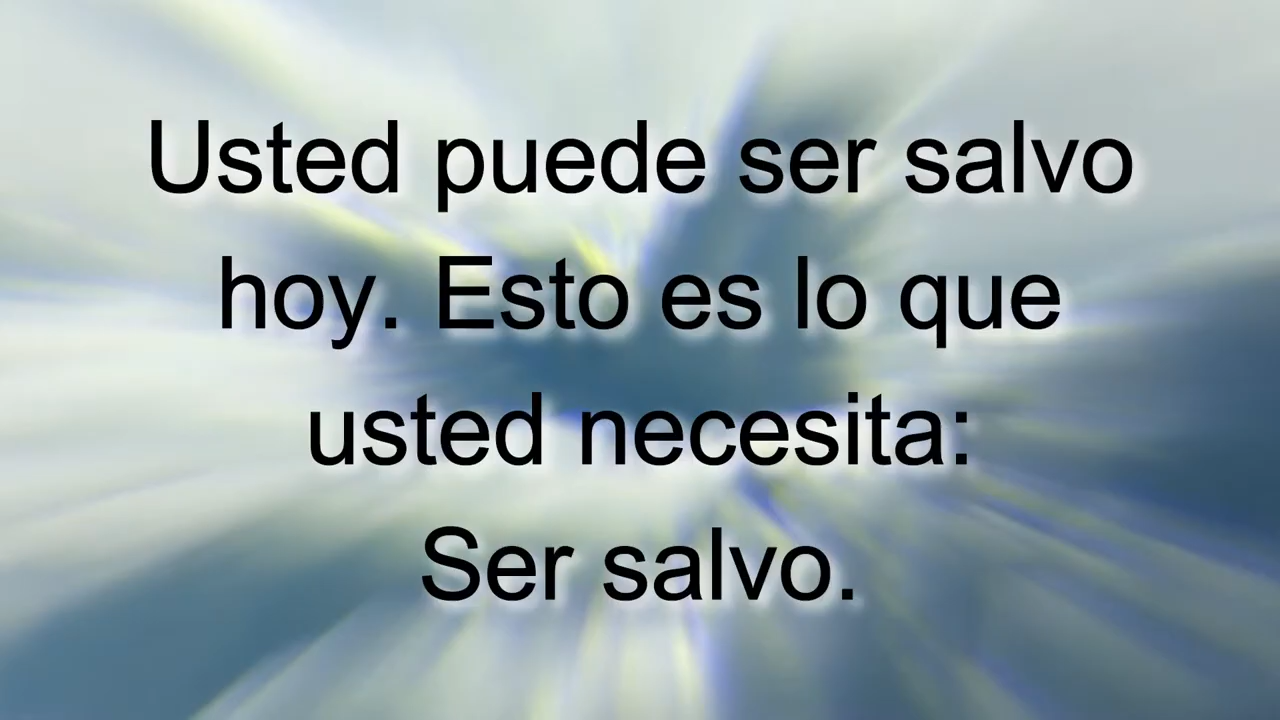 Usted puede ser salvo
hoy. Esto es lo que
usted necesita:
Ser salvo.